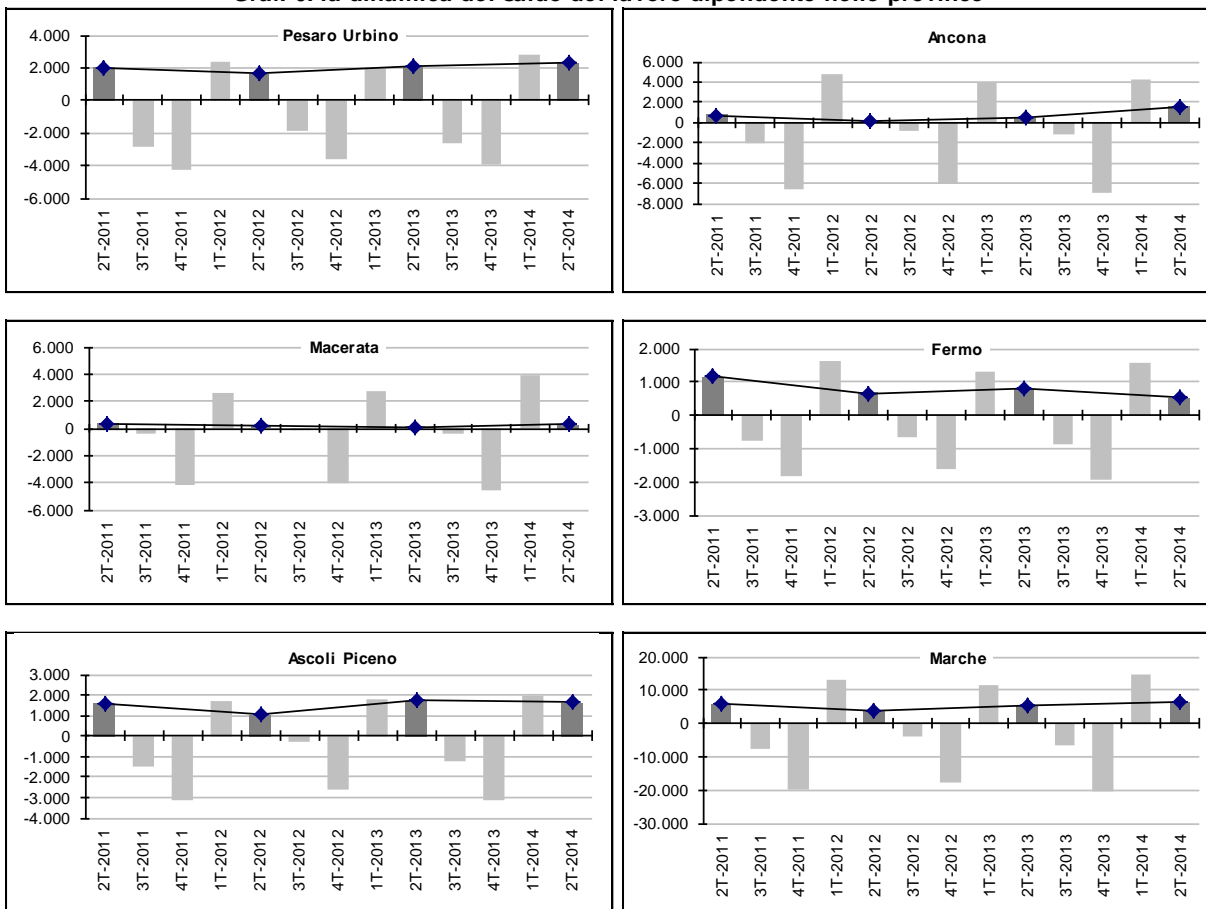 Pesaro Urbino
4.000
2.000
0
-2.000
-4.000
-6.000
2T-2011
3T-2011
4T-2011
1T-2012
2T-2012
3T-2012
4T-2012
1T-2013
2T-2013
3T-2013
4T-2013
1T-2014
2T-2014
Ancona
6.000
4.000
2.000
0
-2.000
-4.000
-6.000
-8.000
2T-2011
3T-2011
4T-2011
1T-2012
2T-2012
3T-2012
4T-2012
1T-2013
2T-2013
3T-2013
4T-2013
1T-2014
2T-2014
Macerata
6.000
4.000
2.000
0
-2.000
-4.000
-6.000
2T-2011
3T-2011
4T-2011
1T-2012
2T-2012
3T-2012
4T-2012
1T-2013
2T-2013
3T-2013
4T-2013
1T-2014
2T-2014
Fermo
2.000
1.000
0
-1.000
-2.000
-3.000
2T-2011
3T-2011
4T-2011
1T-2012
2T-2012
3T-2012
4T-2012
1T-2013
2T-2013
3T-2013
4T-2013
1T-2014
2T-2014
Ascoli Piceno
3.000
2.000
1.000
0
-1.000
-2.000
-3.000
-4.000
2T-2011
3T-2011
4T-2011
1T-2012
2T-2012
3T-2012
4T-2012
1T-2013
2T-2013
3T-2013
4T-2013
1T-2014
2T-2014
Marche
20.000
10.000
0
-10.000
-20.000
-30.000
2T-2011
3T-2011
4T-2011
1T-2012
2T-2012
3T-2012
4T-2012
1T-2013
2T-2013
3T-2013
4T-2013
1T-2014
2T-2014